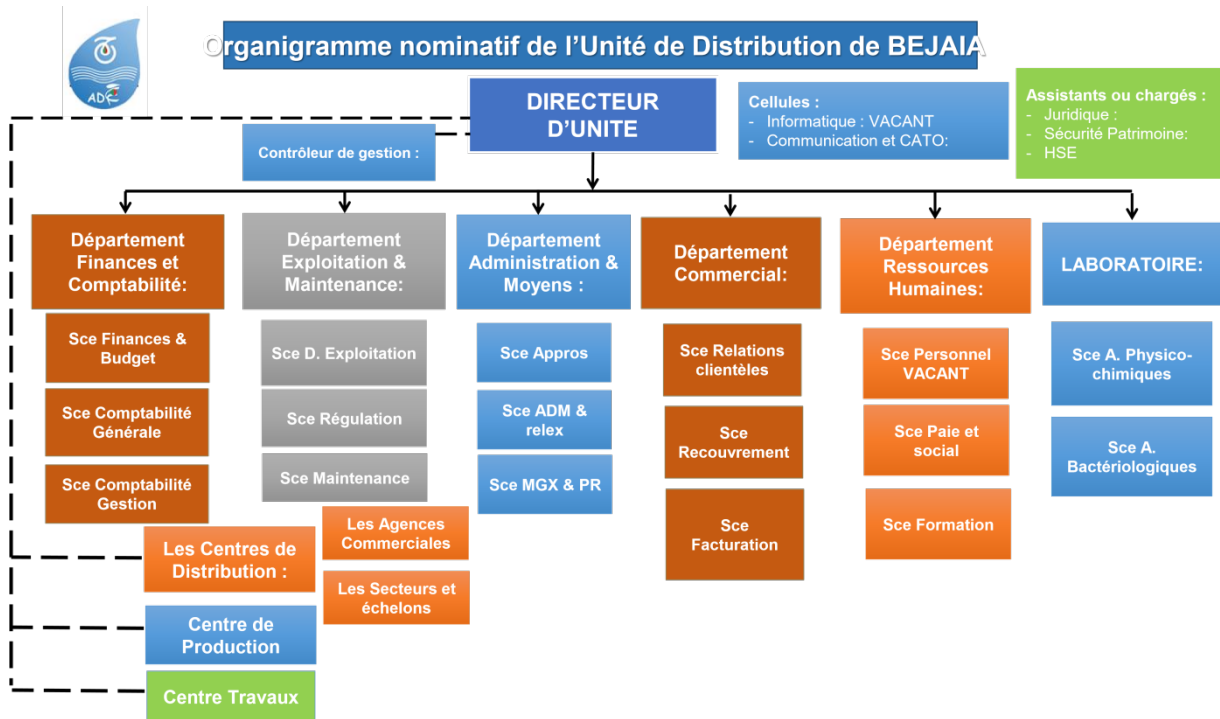 Organigramme nominatif de l'Unité de Distribution de BEJAIA
ADE
DIRECTEUR
D'UNITE
Cellules :
- Informatique : VACANT
- Communication et CATO:
Assistants ou chargés :
- Juridique :
- Sécurité Patrimoine:
- HSE
Contrôleur de gestion :
Département
Finances et
Comptabilité:
Sce Finances &
Budget
Sce Comptabilité
Générale
Sce Comptabilité
Gestion
Département
Exploitation &
Maintenance:
Sce D. Exploitation
Sce Régulation
Sce Maintenance
Département
Administration &
Moyens :
Sce Appros
Sce ADM &
relex
Sce MGX & PR
Département
Commercial:
Sce Relations
clientèles
Sce
Recouvrement
Sce
Facturation
Département
Ressources
Humaines:
Sce Personnel
VACANT
Sce Paie et
social
Sce Formation
LABORATOIRE:
Sce A. Physico-
chimiques
Sce A.
Bactériologiques
Les Centres de
Distribution :
Les Agences
Commerciales
Les Secteurs et
échelons
Centre de
Production
Centre Travaux